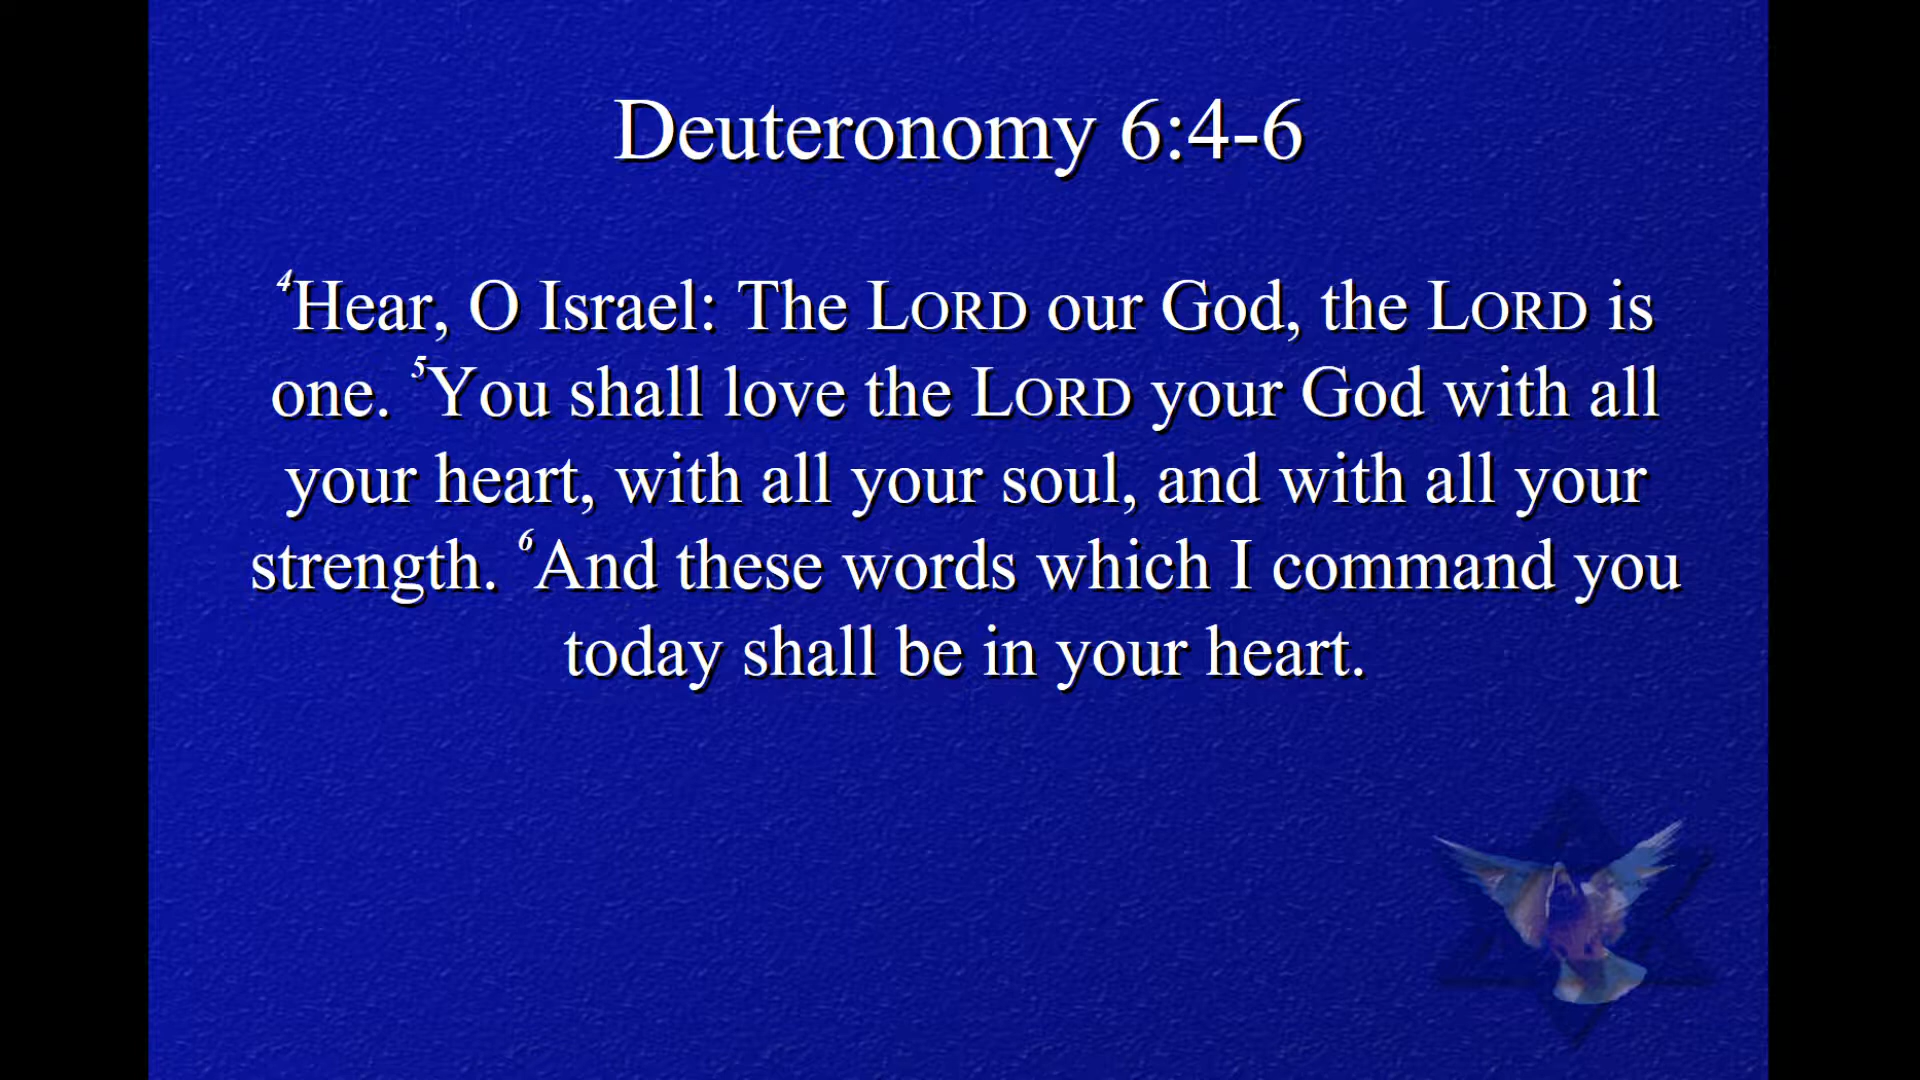 Deuteronomy 6:4-6
4Hear, O Israel: The LORD our God, the LORD is
one. 5You shall love the LORD your God with all
your heart, with all your soul, and with all your
strength. 6And these words which I command you
today shall be in your heart.